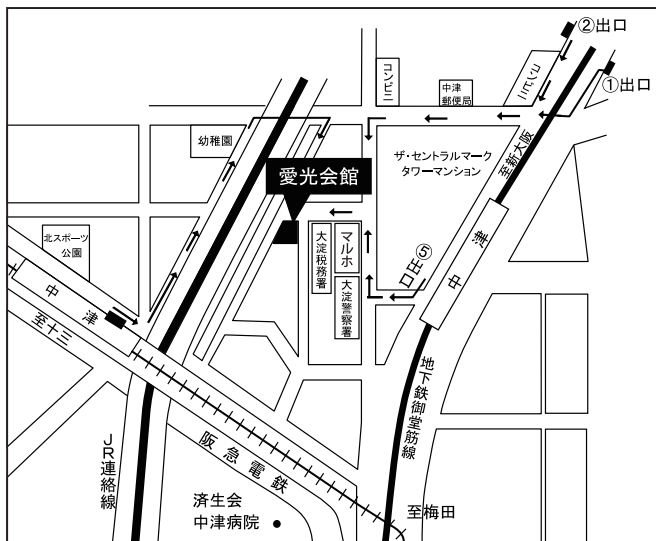 ②出口
コンビニ
コンビニ
中津
郵便局
①出口
幼稚園
ザ・セントラルマーク
タワーマンション
至新大阪
愛光会館
北スポーツ
公園
大淀税務署
マルホ
大淀警察署
⑤出口
中津
中津
至十三
地下鉄御堂筋線
阪急電鉄
JR連絡線
済生会
中津病院
至梅田